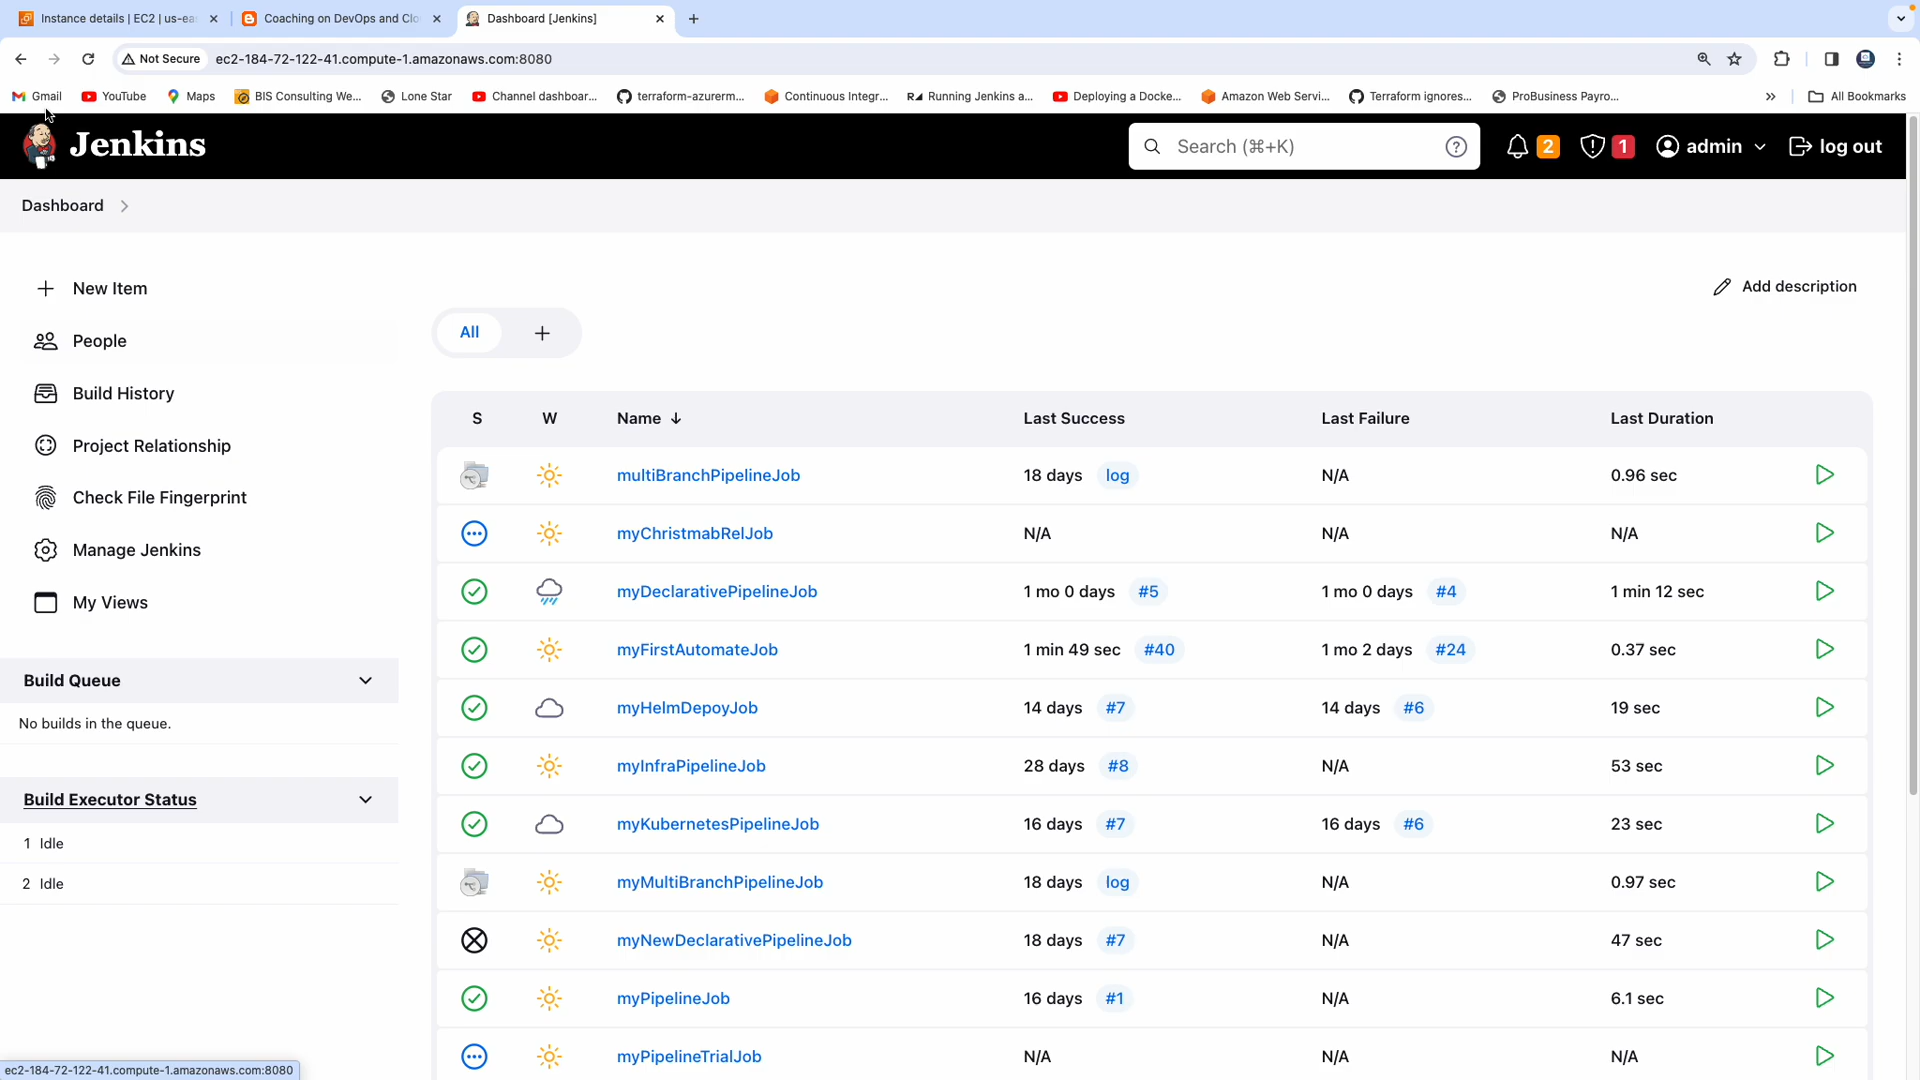 Instance details | EC2 | us-ea
Coaching on DevOps and Clo
Dashboard [Jenkins]
Not Secure
ec2-184-72-122-41.compute-1.amazonaws.com:8080
Gmail
YouTube
Maps
BIS Consulting We...
Lone Star
Channel dashboar...
terraform-azurerm...
Continuous Integr...
Running Jenkins a...
Deploying a Docke...
Amazon Web Servi...
Terraform ignores...
ProBusiness Payro...
All Bookmarks
Jenkins
Search (⌘+K)
2
1
admin
log out
Dashboard
New Item
People
Build History
Project Relationship
Check File Fingerprint
Manage Jenkins
My Views
Build Queue
No builds in the queue.
Build Executor Status
1 Idle
2 Idle
Add description
All
S W Name ↓ Last Success Last Failure Last Duration
multiBranchPipelineJob 18 days log N/A 0.96 sec
myChristmabRelJob N/A N/A N/A
myDeclarativePipelineJob 1 mo 0 days #5 1 mo 0 days #4 1 min 12 sec
myFirstAutomateJob 1 min 49 sec #40 1 mo 2 days #24 0.37 sec
myHelmDepoyJob 14 days #7 14 days #6 19 sec
myInfraPipelineJob 28 days #8 N/A 53 sec
myKubernetesPipelineJob 16 days #7 16 days #6 23 sec
myMultiBranchPipelineJob 18 days log N/A 0.97 sec
myNewDeclarativePipelineJob 18 days #7 N/A 47 sec
myPipelineJob 16 days #1 N/A 6.1 sec
myPipelineTrialJob N/A N/A N/A
ec2-184-72-122-41.compute-1.amazonaws.com:8080